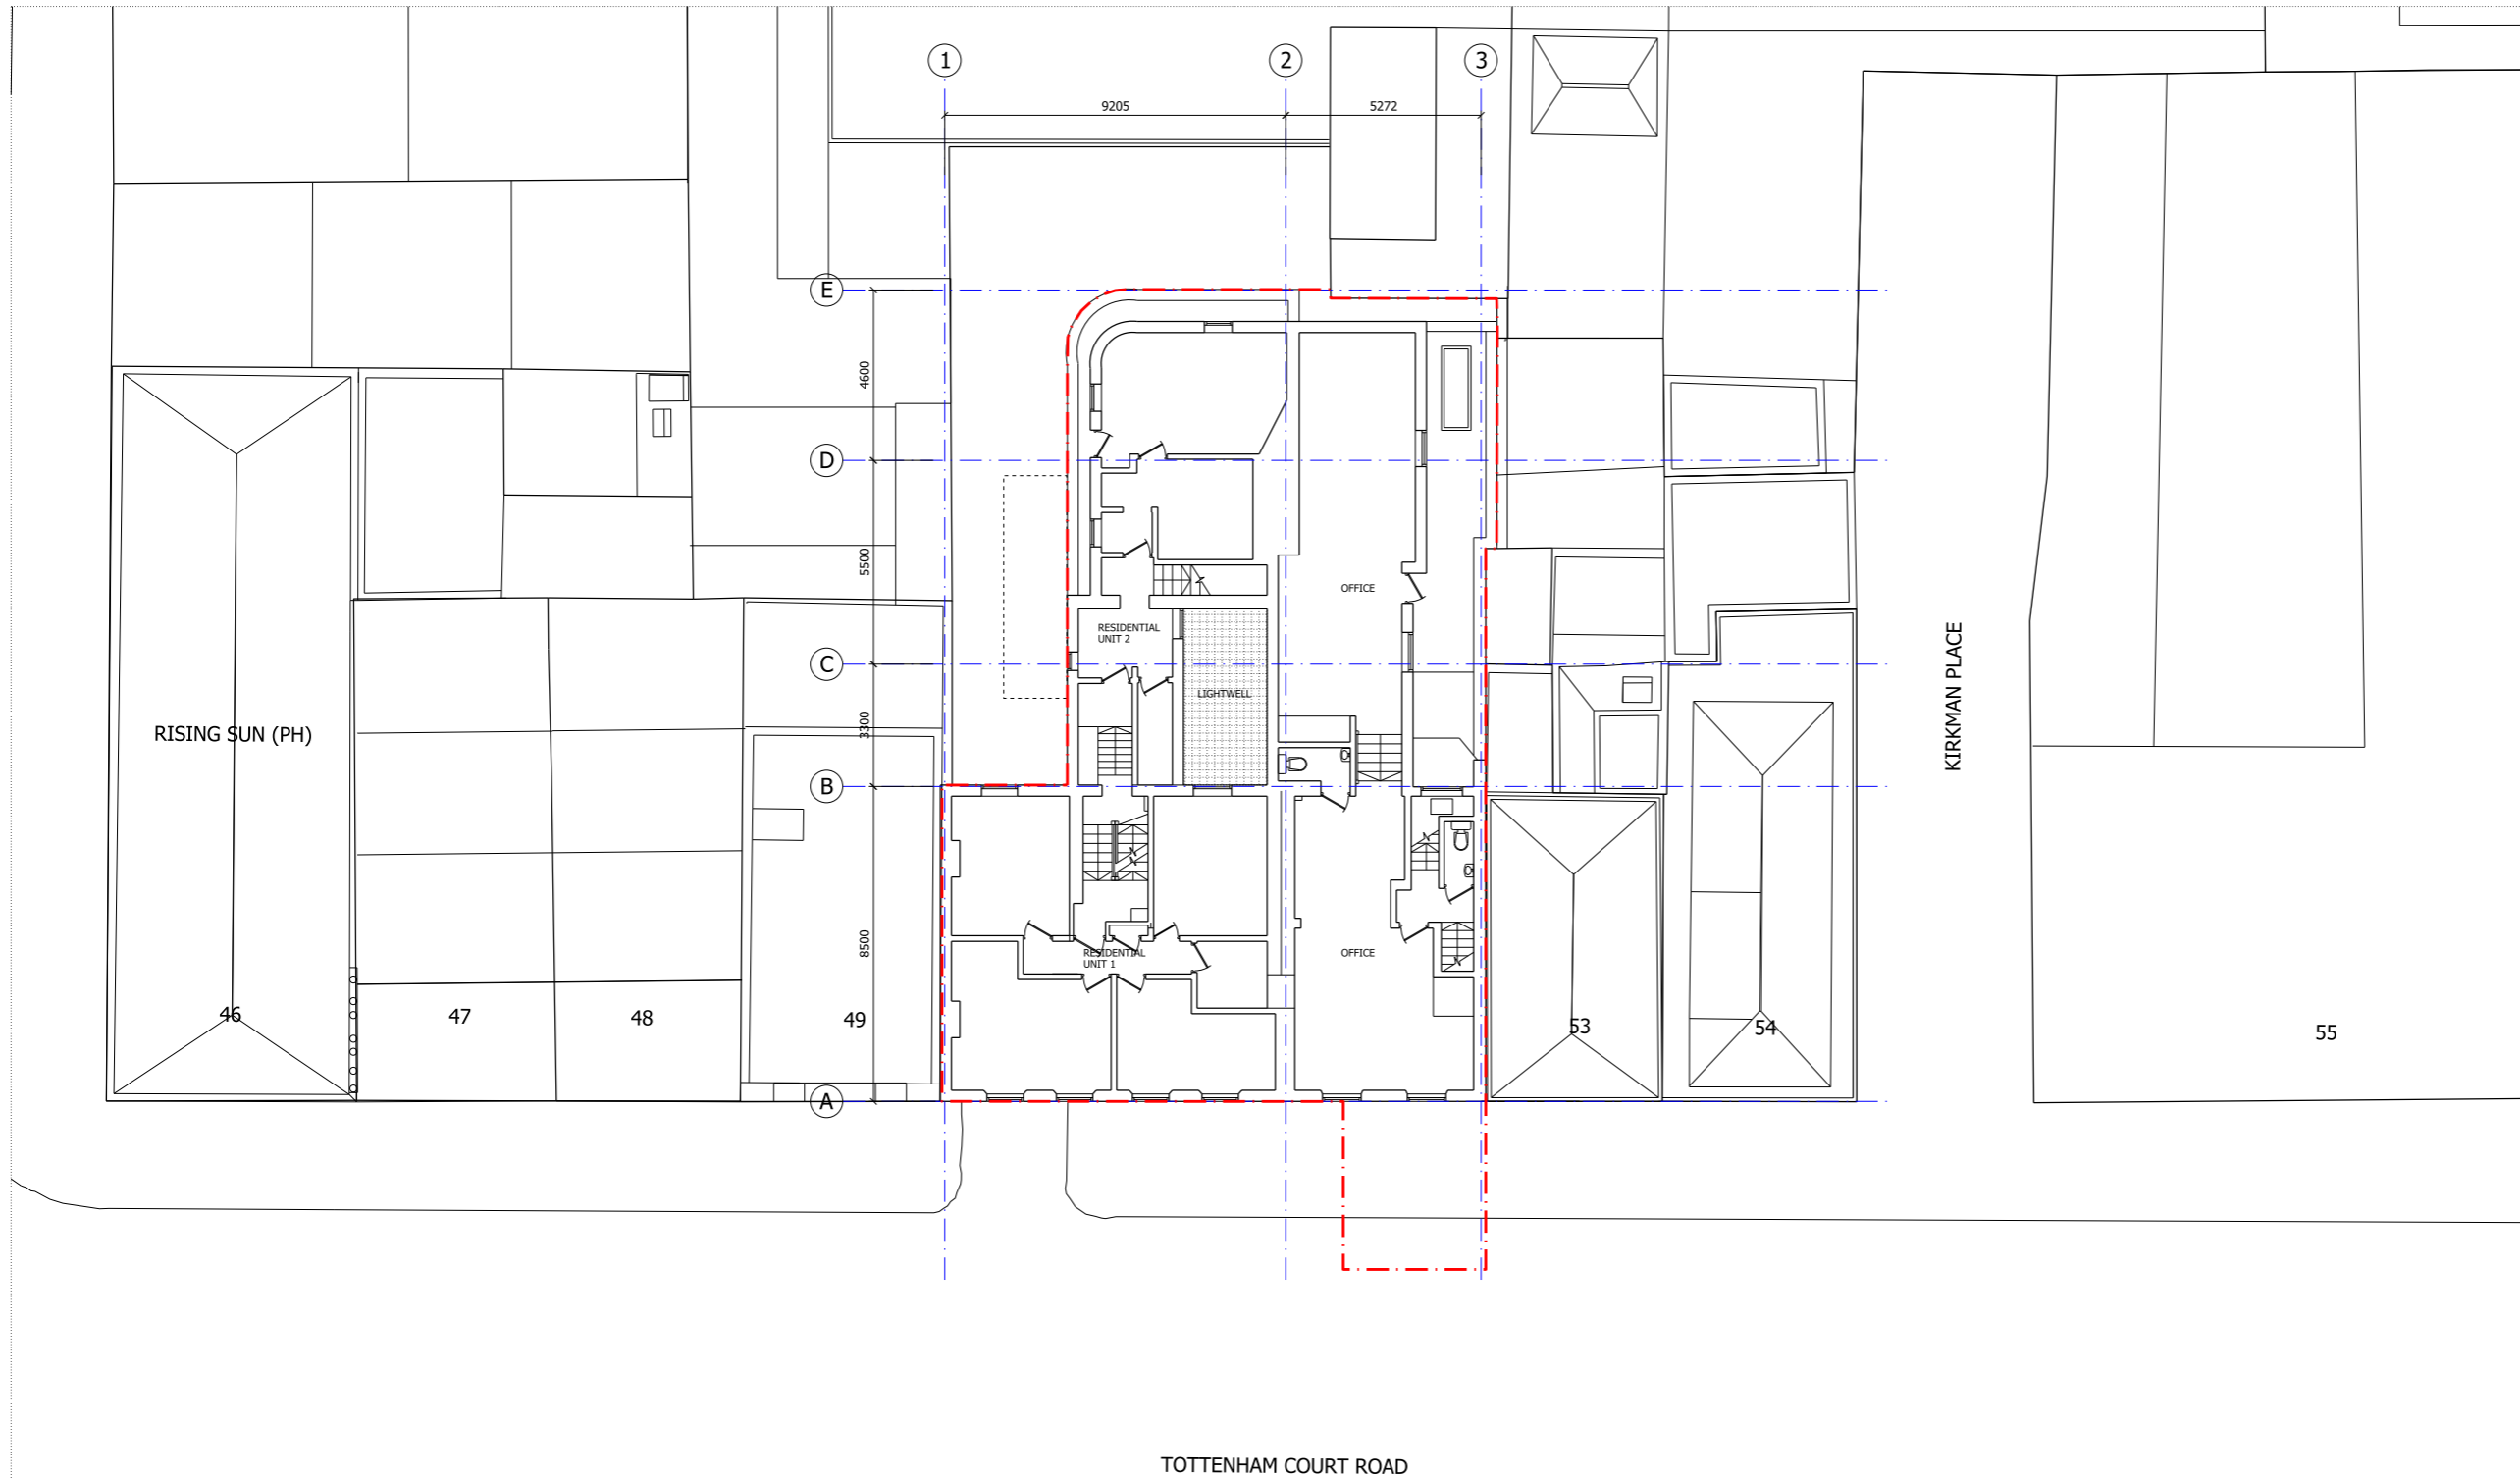 1
2
3
9205
5272
E
4600
D
5500
OFFICE
RESIDENTIAL
UNIT 2
C
LIGHTWELL
3300
RISING SUN (PH)
KIRKMAN PLACE
B
8500
RESIDENTIAL
UNIT 1
OFFICE
46
47
48
49
53
54
55
A
TOTTENHAM COURT ROAD